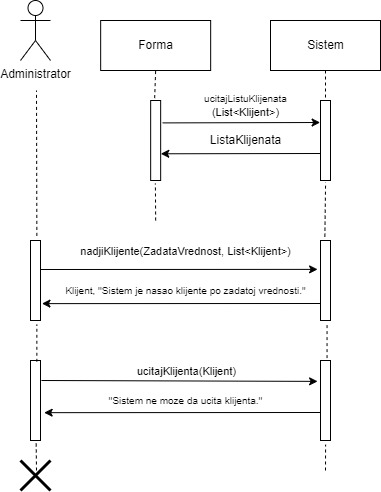 Administrator
Forma
Sistem
ucitajListuKlijenata
(List<Klijent>)
ListaKlijenata
nadjiKlijente(ZadataVrednost, List<Klijent>)
Klijent, "Sistem je nasao klijente po zadatoj vrednosti."
ucitajKlijenta(Klijent)
"Sistem ne moze da ucita klijenta."